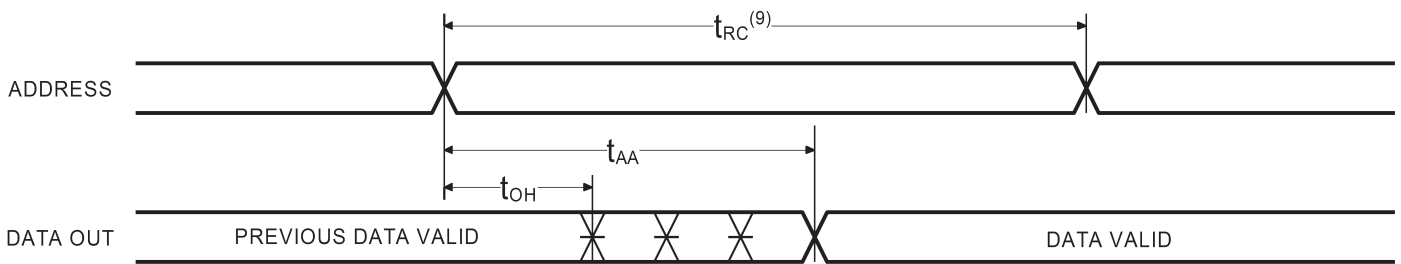 tRC(9)
ADDRESS
tAA
tOH
DATA OUT
PREVIOUS DATA VALID
DATA VALID